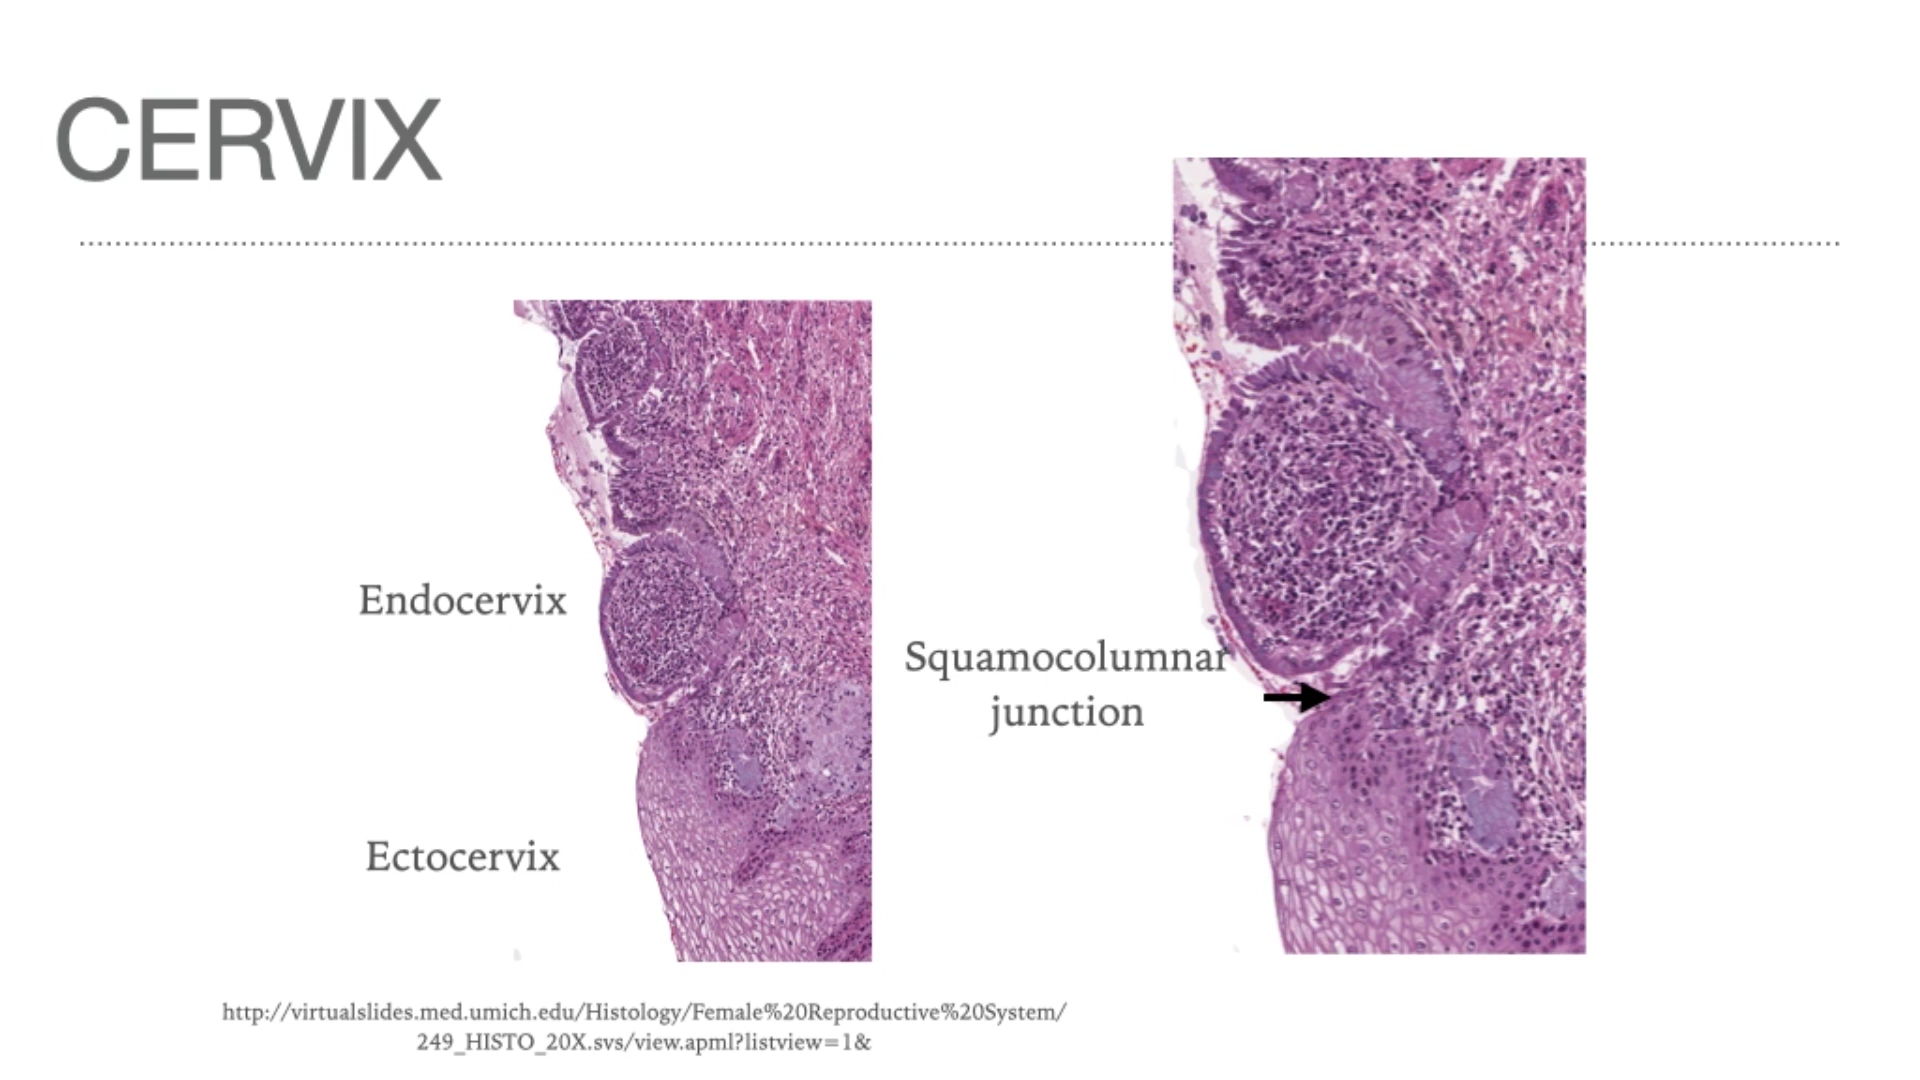 CERVIX
Endocervix
Squamocolumnar
junction
Ectocervix
http://virtualslides.med.umich.edu/Histology/Female%20Reproductive%20System/
249_HISTO_20X.svs/view.apml?listview=1&